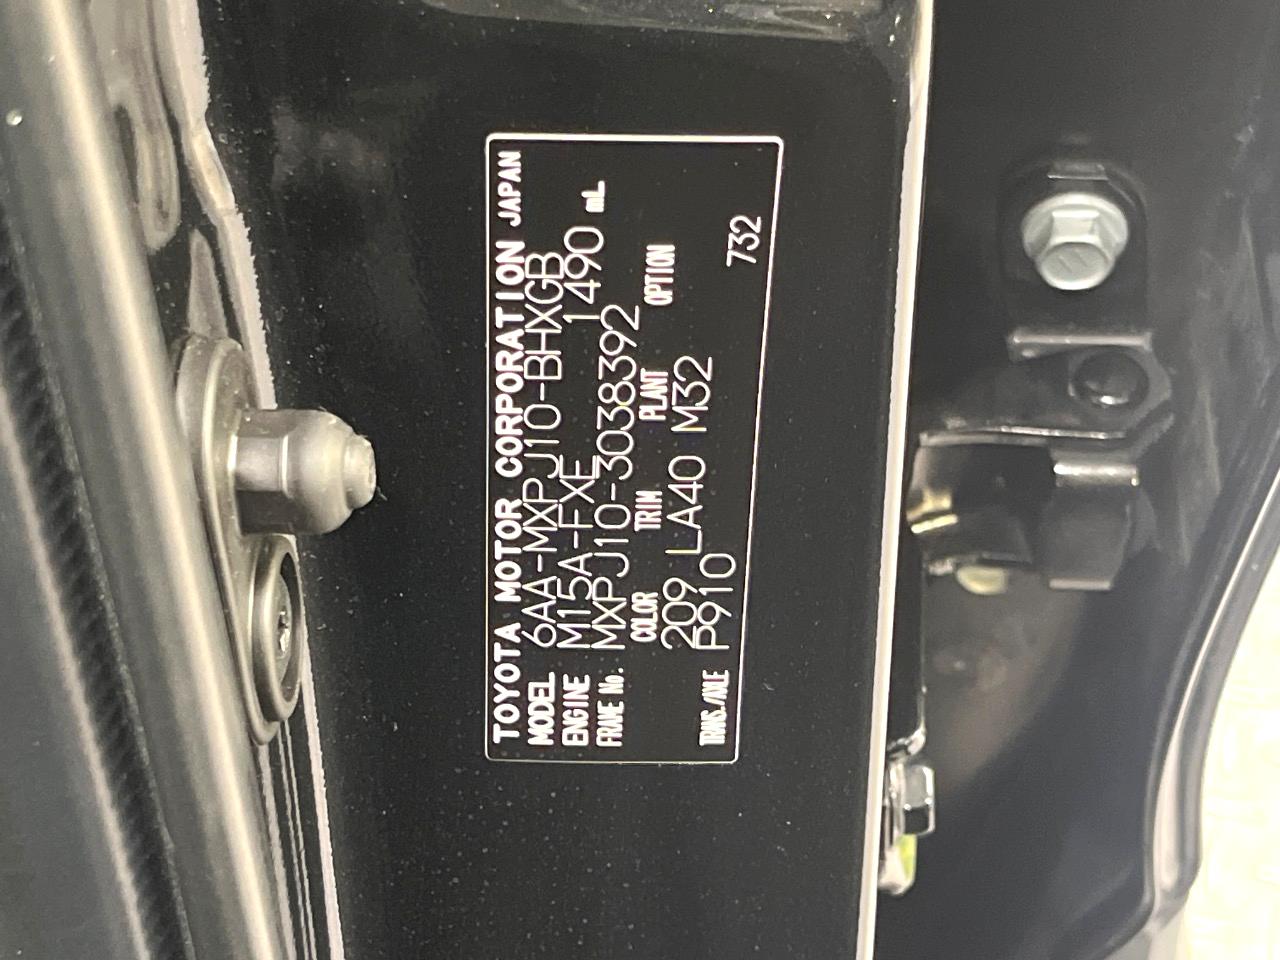 TOYOTA MOTOR CORPORATION JAPAN
MODEL 6AA-MXPJ10-BHXGB
ENGINE M15A-FXE 1490 mL
FRAME No. MXPJ10-3038392
COLOR TRIM PLANT OPTION
209 LA40 M32
TRANS./AXLE P910
732